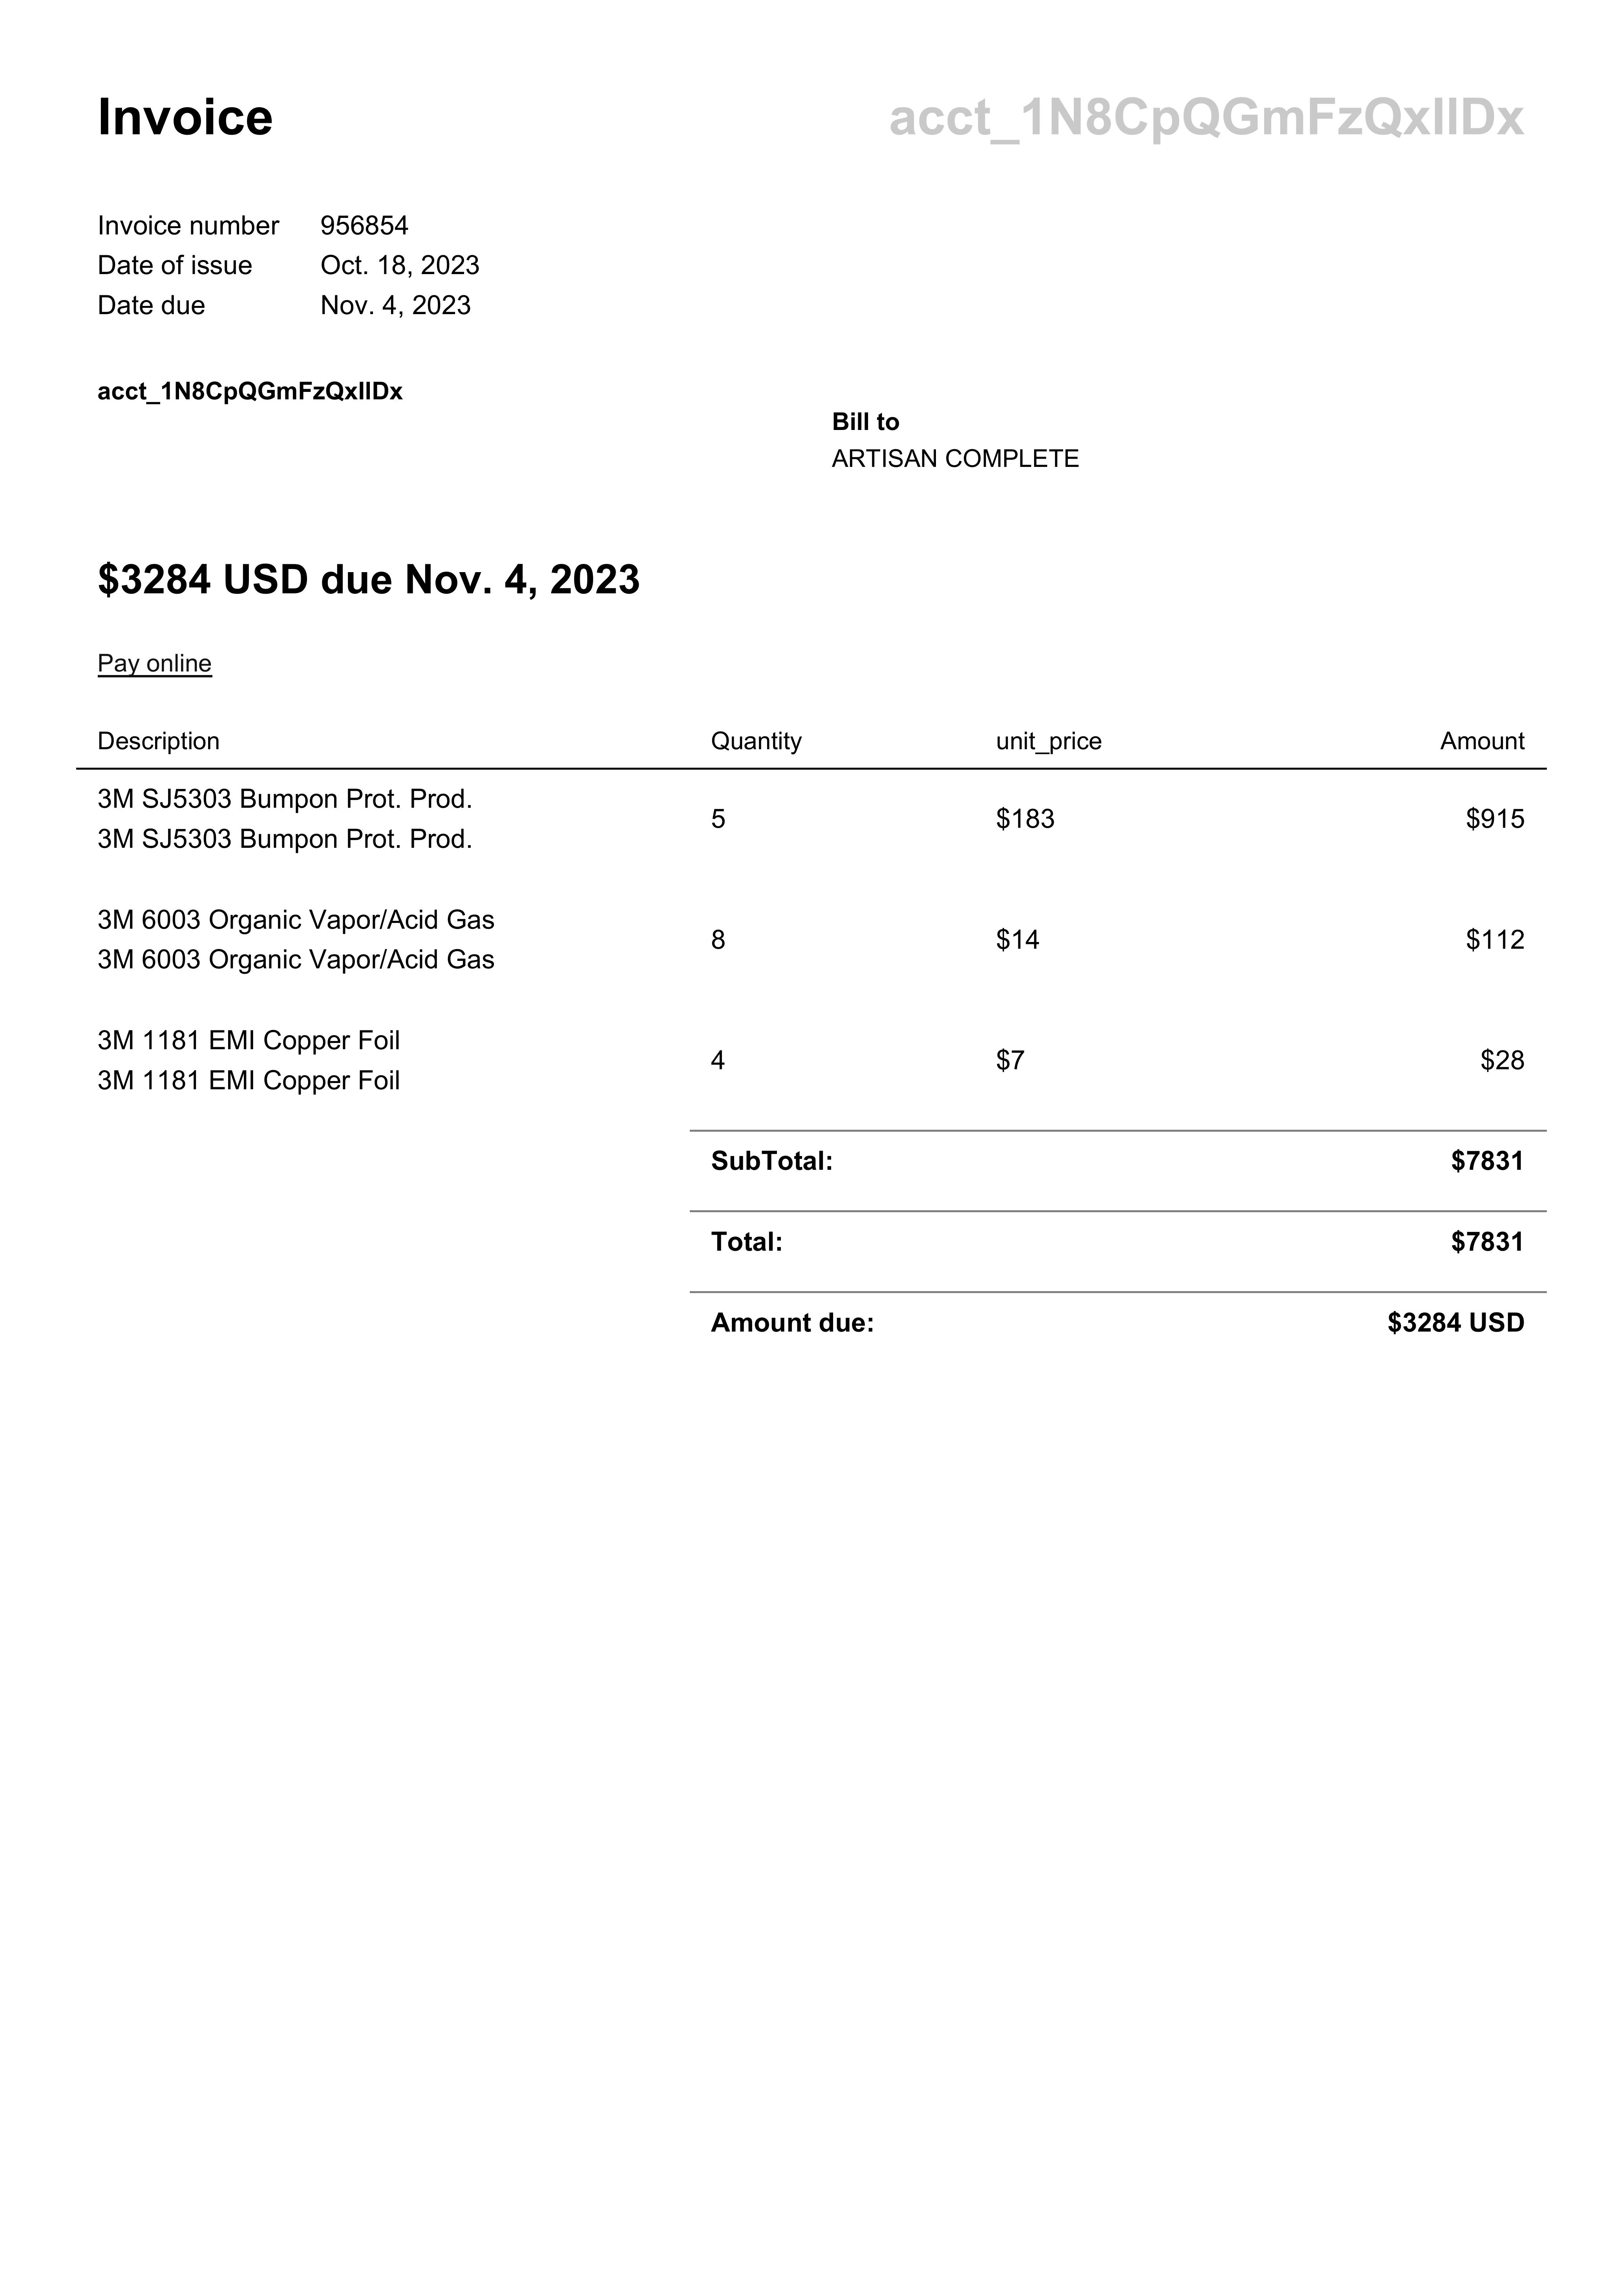 Invoice
acct_1N8CpQGmFzQxIIDx
Invoice number 956854
Date of issue Oct. 18, 2023
Date due Nov. 4, 2023
acct_1N8CpQGmFzQxIIDx
Bill to
ARTISAN COMPLETE
$3284 USD due Nov. 4, 2023
Pay online
Description Quantity unit_price Amount
3M SJ5303 Bumpon Prot. Prod.
3M SJ5303 Bumpon Prot. Prod.
5 $183 $915
3M 6003 Organic Vapor/Acid Gas
3M 6003 Organic Vapor/Acid Gas
8 $14 $112
3M 1181 EMI Copper Foil
3M 1181 EMI Copper Foil
4 $7 $28
SubTotal: $7831
Total: $7831
Amount due: $3284 USD